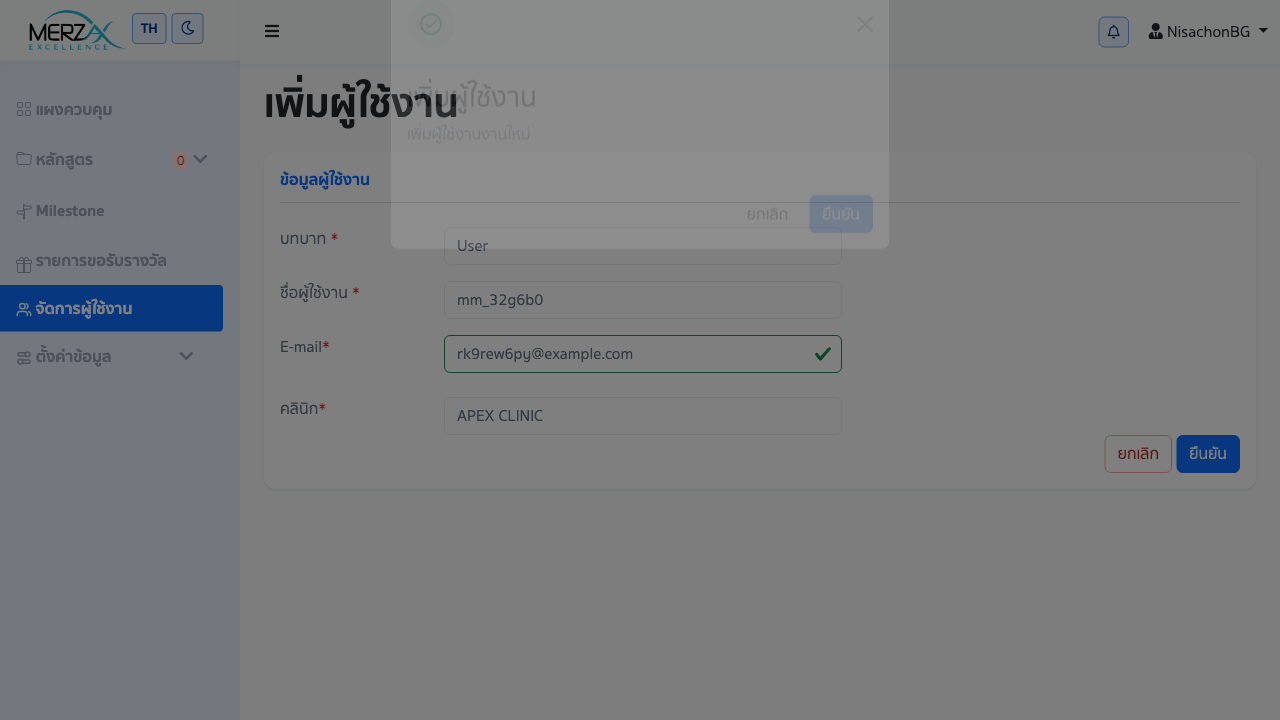 MERZ
EXCELLENCE
TH
NisachonBG
แผงควบคุม
หลักสูตร
0
Milestone
รายการขอรับรางวัล
จัดการผู้ใช้งาน
ตั้งค่าข้อมูล
เพิ่มผู้ใช้งาน
เพิ่มผู้ใช้งาน
เพิ่มผู้ใช้งานงานใหม่
ยกเลิก
ยืนยัน
ข้อมูลผู้ใช้งาน
บทบาท *
User
ชื่อผู้ใช้งาน *
mm_32g6b0
E-mail*
rk9rew6py@example.com
คลินิก*
APEX CLINIC
ยกเลิก
ยืนยัน